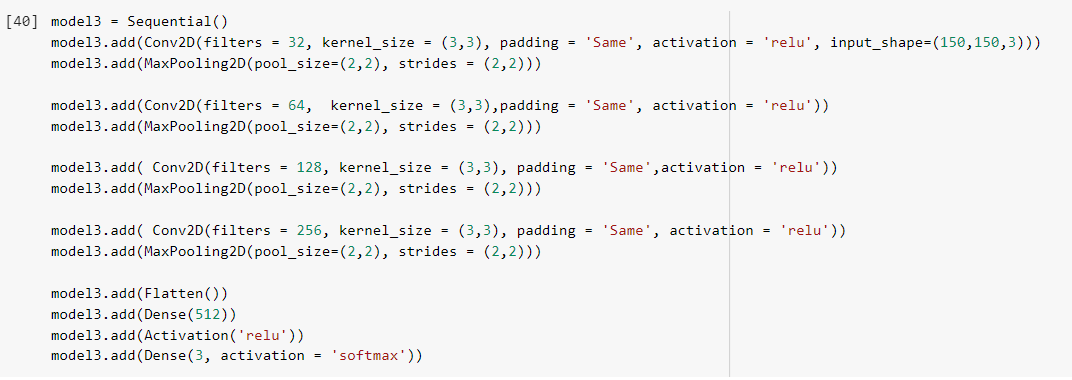 [40] model3 = Sequential()
model3.add(Conv2D(filters = 32, kernel_size = (3,3), padding = 'Same', activation = 'relu', input_shape=(150,150,3)))
model3.add(MaxPooling2D(pool_size=(2,2), strides = (2,2)))
model3.add(Conv2D(filters = 64,  kernel_size = (3,3),padding = 'Same', activation = 'relu'))
model3.add(MaxPooling2D(pool_size=(2,2), strides = (2,2)))
model3.add( Conv2D(filters = 128, kernel_size = (3,3), padding = 'Same',activation = 'relu'))
model3.add(MaxPooling2D(pool_size=(2,2), strides = (2,2)))
model3.add( Conv2D(filters = 256, kernel_size = (3,3), padding = 'Same', activation = 'relu'))
model3.add(MaxPooling2D(pool_size=(2,2), strides = (2,2)))
model3.add(Flatten())
model3.add(Dense(512))
model3.add(Activation('relu'))
model3.add(Dense(3, activation = 'softmax'))